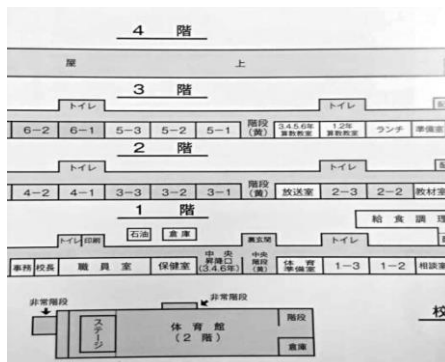 4 階
屋 上
3 階
トイレ トイレ
6-2 6-1 5-3 5-2 5-1 階段(黄) 3.4.5.6年算数教室 1.2年算数教室 ランチ 準備室
2 階
トイレ トイレ
4-2 4-1 3-3 3-2 3-1 階段(黄) 放送室 2-3 2-2 教材室
1 階
給食調理
トイレ 印刷 石油 倉庫 裏玄関 トイレ
事務 校長 職員室 保健室 中央昇降口(3.4.6年) 中央階段(黄) 体育準備室 1-3 1-2 相談室
非常階段 非常階段
ステージ 体育館(2階) 階段
倉庫
校